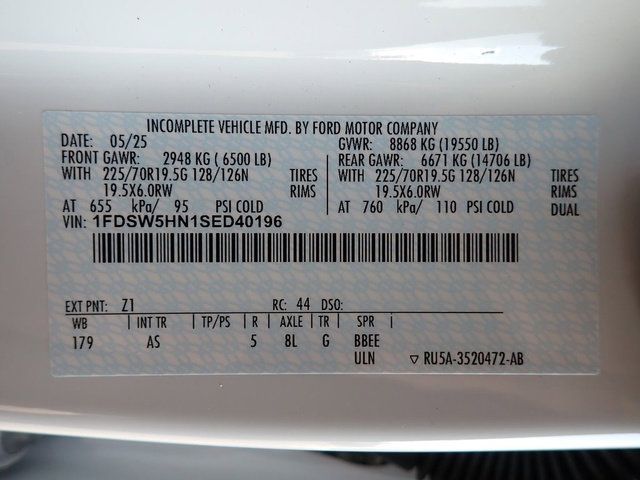 INCOMPLETE VEHICLE MFD. BY FORD MOTOR COMPANY
DATE: 05/25 GVWR: 8868 KG (19550 LB)
FRONT GAWR: 2948 KG ( 6500 LB) REAR GAWR: 6671 KG (14706 LB)
WITH 225/70R19.5G 128/126N TIRES WITH 225/70R19.5G 128/126N TIRES
19.5X6.0RW RIMS 19.5X6.0RW RIMS
AT 655 kPa/ 95 PSI COLD AT 760 kPa/ 110 PSI COLD DUAL
VIN: 1FDSW5HN1SED40196
EXT PNT: Z1 RC: 44 DSO:
WB | INT TR | TP/PS | R | AXLE | TR | SPR
179 AS 5 8L G BBEE
ULN ▽ RU5A-3520472-AB